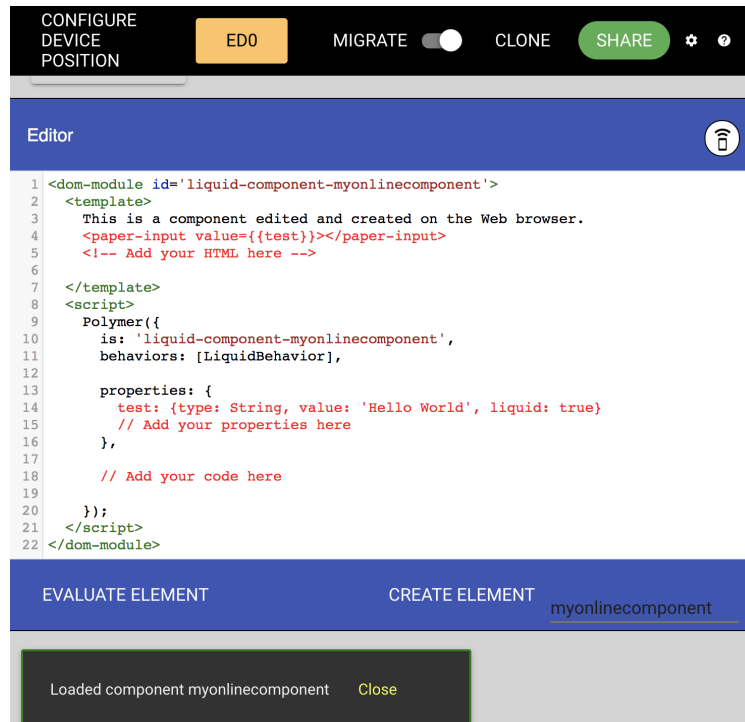 CONFIGURE
DEVICE
POSITION
ED0
MIGRATE
CLONE
SHARE
Editor
1 <dom-module id='liquid-component-myonlinecomponent'>
2   <template>
3     This is a component edited and created on the Web browser.
4     <paper-input value={{test}}></paper-input>
5     <!-- Add your HTML here -->
6
7   </template>
8   <script>
9     Polymer({
10       is: 'liquid-component-myonlinecomponent',
11       behaviors: [LiquidBehavior],
12
13       properties: {
14         test: {type: String, value: 'Hello World', liquid: true}
15         // Add your properties here
16       },
17
18       // Add your code here
19
20     });
21   </script>
22 </dom-module>
EVALUATE ELEMENT
CREATE ELEMENT
myonlinecomponent
Loaded component myonlinecomponent
Close